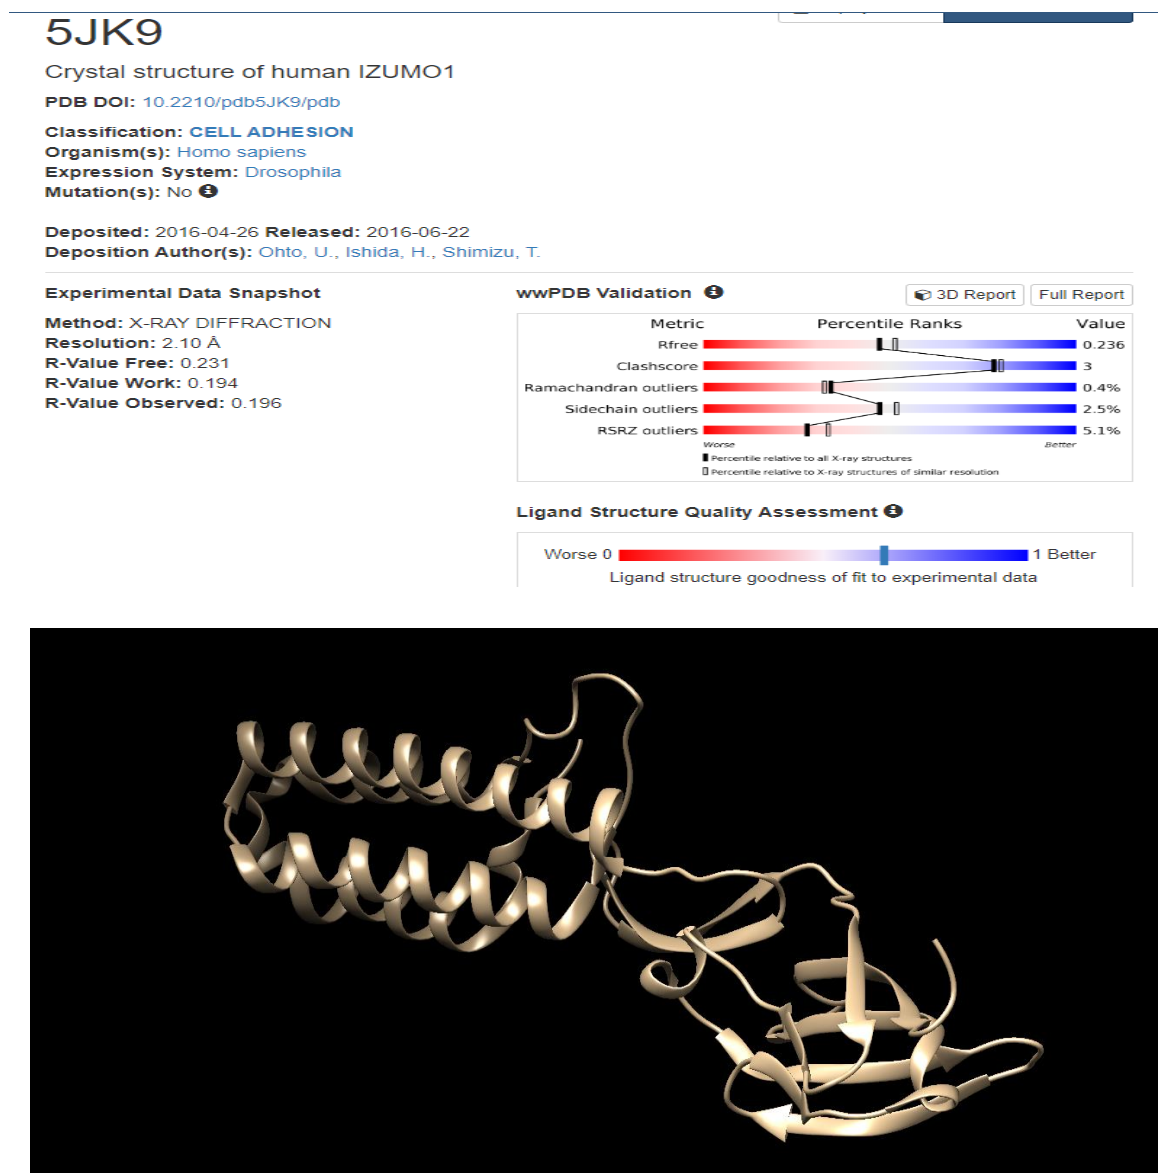 5JK9
Crystal structure of human IZUMO1
PDB DOI: 10.2210/pdb5JK9/pdb
Classification: CELL ADHESION
Organism(s): Homo sapiens
Expression System: Drosophila
Mutation(s): No
Deposited: 2016-04-26 Released: 2016-06-22
Deposition Author(s): Ohto, U., Ishida, H., Shimizu, T.
Experimental Data Snapshot
Method: X-RAY DIFFRACTION
Resolution: 2.10 Å
R-Value Free: 0.231
R-Value Work: 0.194
R-Value Observed: 0.196
wwPDB Validation
3D Report
Full Report
Metric Percentile Ranks Value
Rfree 0.236
Clashscore 3
Ramachandran outliers 0.4%
Sidechain outliers 2.5%
RSRZ outliers 5.1%
Worse Better
Percentile relative to all X-ray structures
Percentile relative to X-ray structures of similar resolution
Ligand Structure Quality Assessment
Worse 0 1 Better
Ligand structure goodness of fit to experimental data